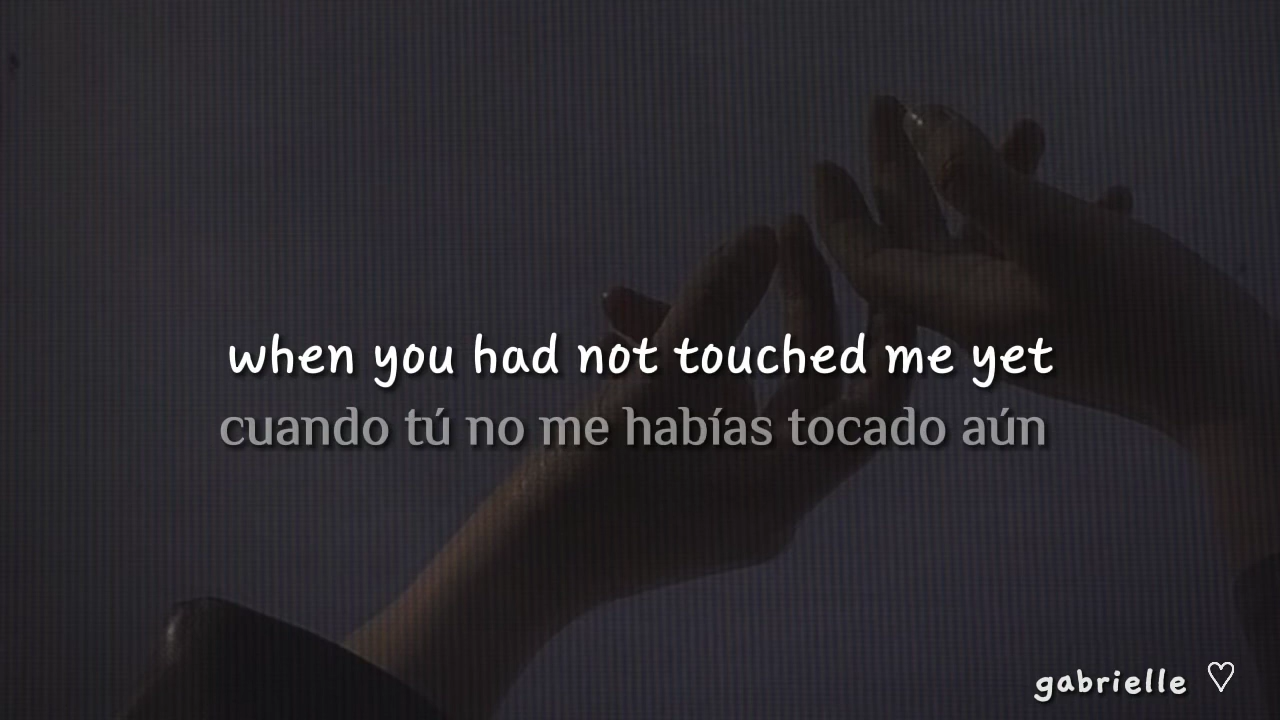 when you had not touched me yet
cuando tú no me habías tocado aún
gabrielle ♡